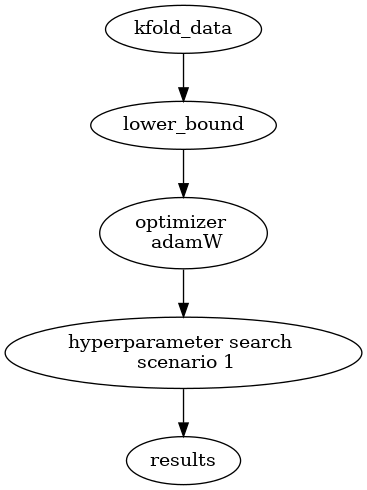 kfold_data
lower_bound
optimizer
adamW
hyperparameter search
scenario 1
results